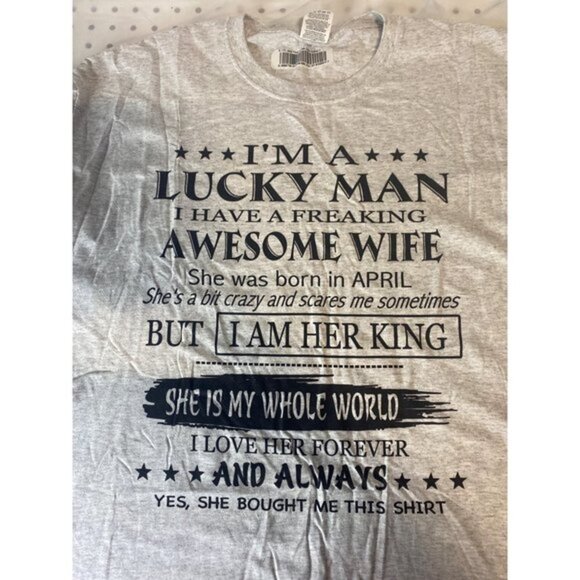 I'M A
LUCKY MAN
I HAVE A FREAKING
AWESOME WIFE
She was born in APRIL
She's a bit crazy and scares me sometimes
BUT I AM HER KING
SHE IS MY WHOLE WORLD
I LOVE HER FOREVER
AND ALWAYS
YES, SHE BOUGHT ME THIS SHIRT